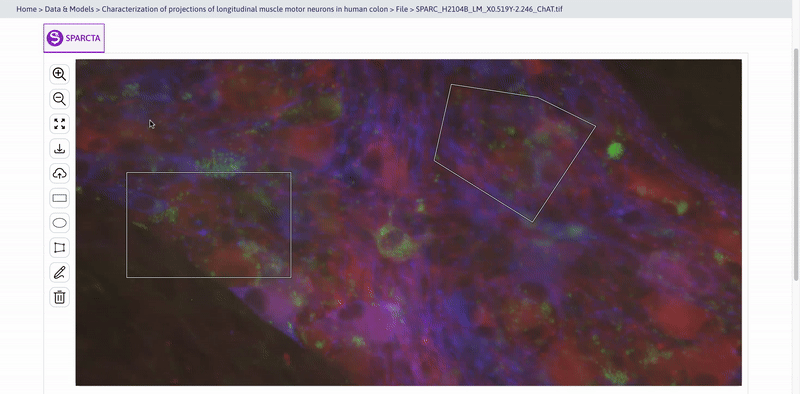 Home > Data & Models > Characterization of projections of longitudinal muscle motor neurons in human colon > File > SPARC_H2104B_LM_X0.519Y-2.246_ChAT.tif
SPARCTA